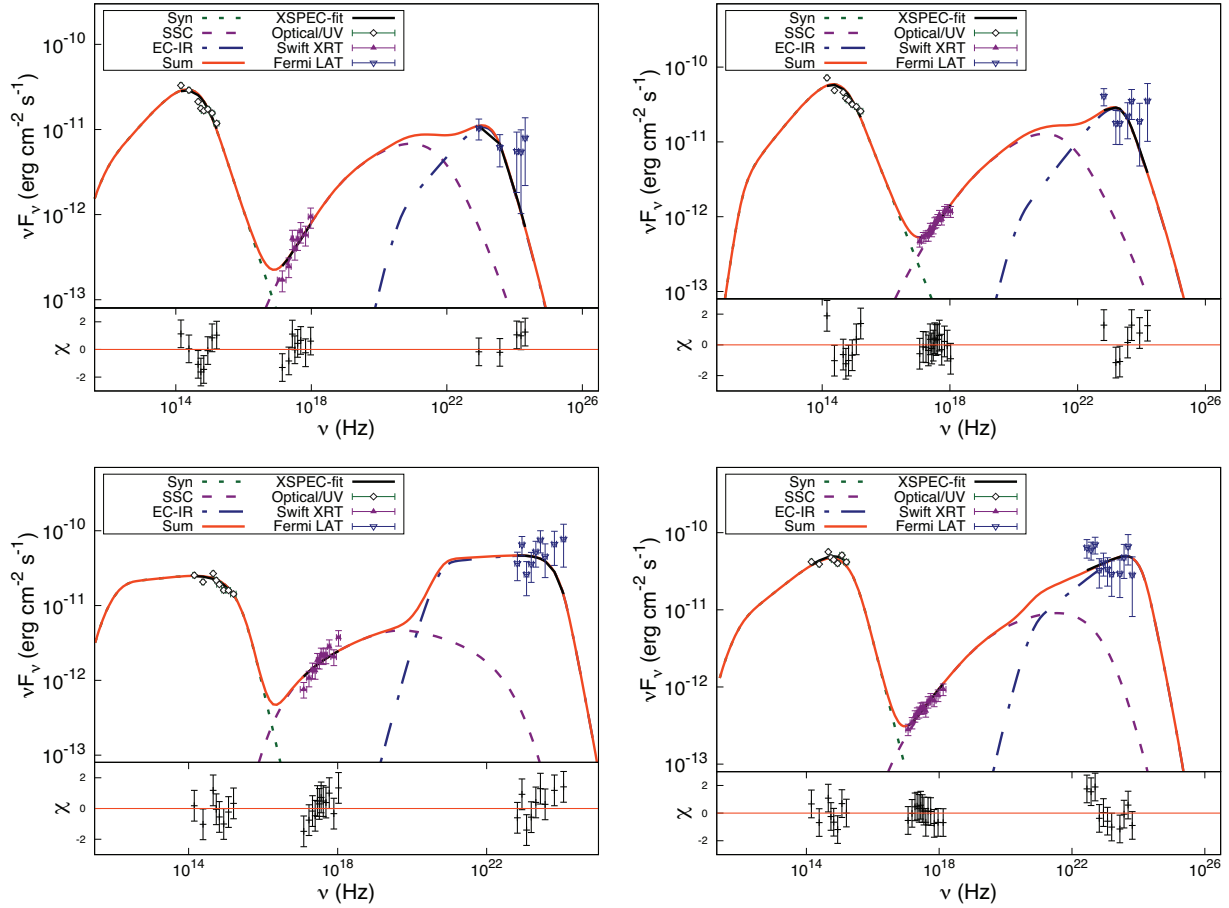 Syn XSPEC-fit
SSC Optical/UV
EC-IR Swift XRT
Sum Fermi LAT
νFν (erg cm-2 s-1)
10-10
10-11
10-12
10-13
χ
2
0
-2
1014 1018 1022 1026
ν (Hz)
Syn XSPEC-fit
SSC Optical/UV
EC-IR Swift XRT
Sum Fermi LAT
νFν (erg cm-2 s-1)
10-10
10-11
10-12
10-13
χ
2
0
-2
1014 1018 1022 1026
ν (Hz)
Syn XSPEC-fit
SSC Optical/UV
EC-IR Swift XRT
Sum Fermi LAT
νFν (erg cm-2 s-1)
10-10
10-11
10-12
10-13
χ
2
0
-2
1014 1018 1022
ν (Hz)
Syn XSPEC-fit
SSC Optical/UV
EC-IR Swift XRT
Sum Fermi LAT
νFν (erg cm-2 s-1)
10-10
10-11
10-12
10-13
χ
2
0
-2
1014 1018 1022 1026
ν (Hz)